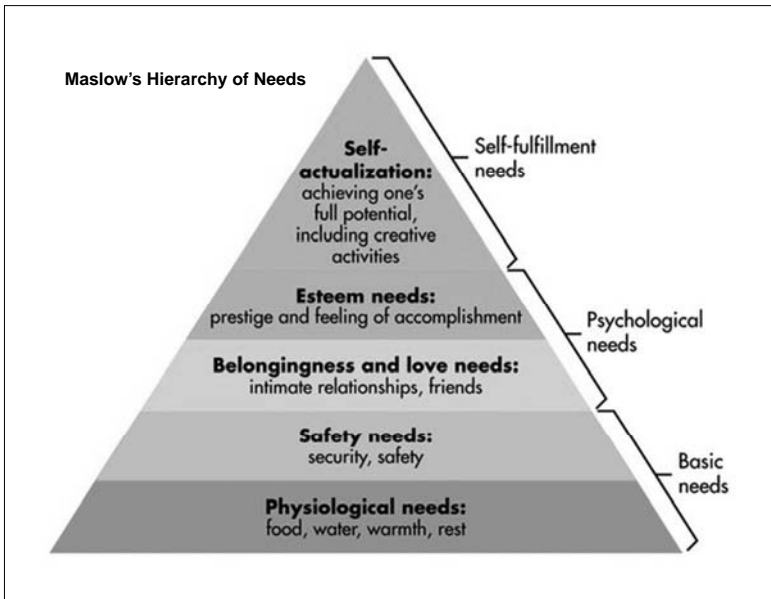 Maslow's Hierarchy of Needs
Self-
actualization:
achieving one's
full potential,
including creative
activities
Self-fulfillment
needs
Esteem needs:
prestige and feeling of accomplishment
Psychological
needs
Belongingness and love needs:
intimate relationships, friends
Safety needs:
security, safety
Basic
needs
Physiological needs:
food, water, warmth, rest